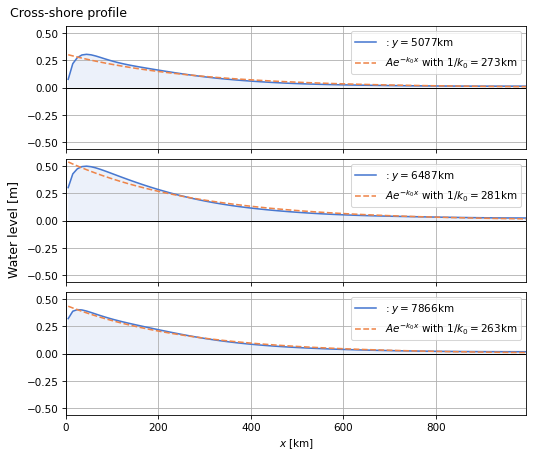 Cross-shore profile
0.50
0.25
0.00
−0.25
−0.50
: y = 5077km
Ae^{-k_0x} with 1/k_0 = 273km
Water level [m]
0.50
0.25
0.00
−0.25
−0.50
: y = 6487km
Ae^{-k_0x} with 1/k_0 = 281km
0.50
0.25
0.00
−0.25
−0.50
: y = 7866km
Ae^{-k_0x} with 1/k_0 = 263km
0 200 400 600 800
x [km]